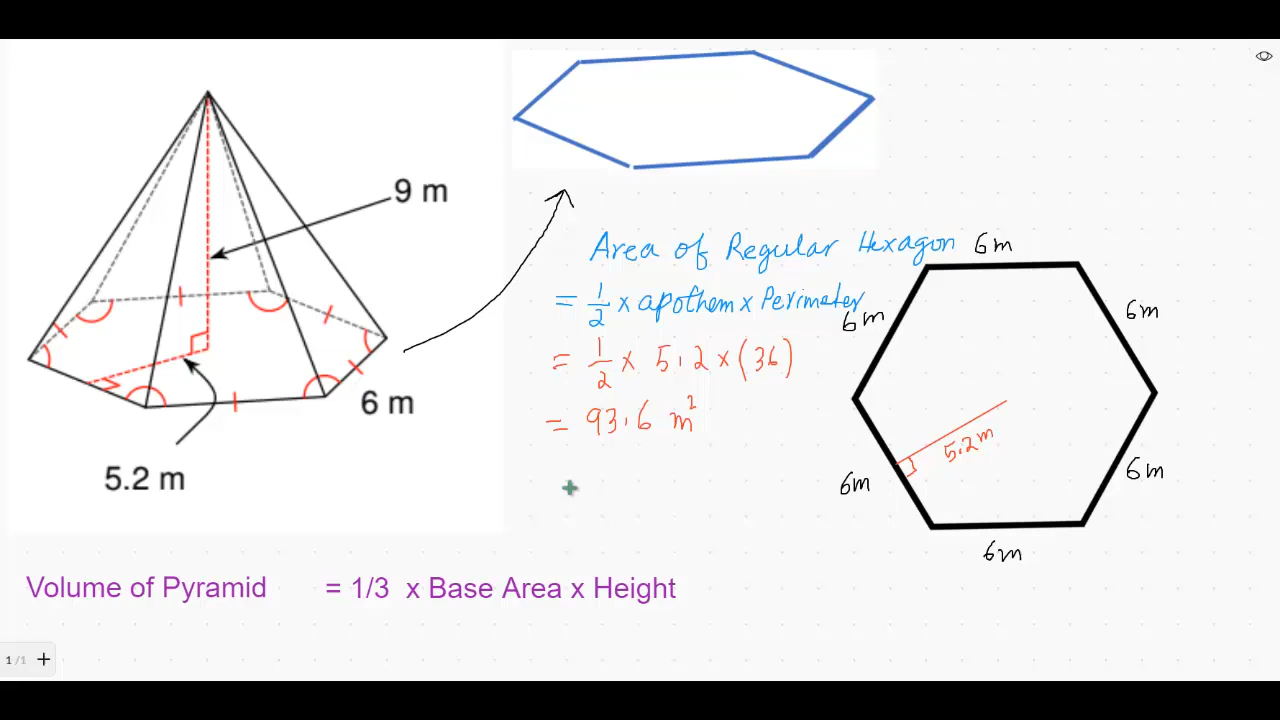 9 m
6 m
5.2 m
Area of Regular Hexagon
= 1/2 x apothem x Perimeter
= 1/2 x 5.2 x (36)
= 93.6 m²
6m
6m
6m
5.2m
6m
6m
6m
Volume of Pyramid = 1/3 x Base Area x Height
1/1 +